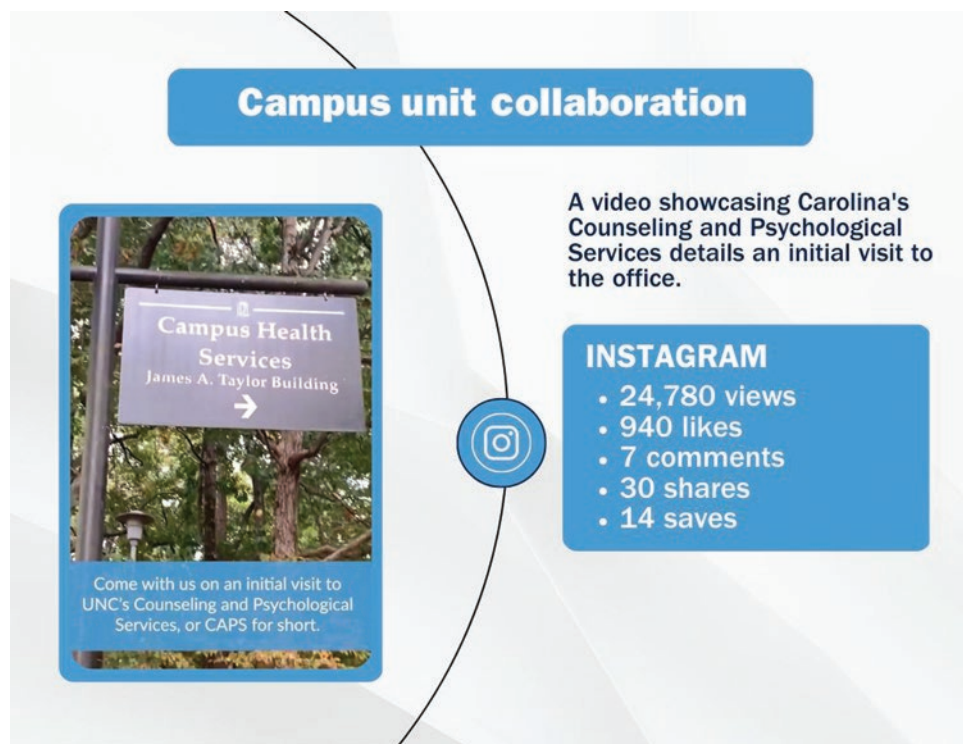 Campus unit collaboration
Campus Health
Services
James A. Taylor Building
→
Come with us on an initial visit to
UNC's Counseling and Psychological
Services, or CAPS for short.
A video showcasing Carolina's
Counseling and Psychological
Services details an initial visit to
the office.
INSTAGRAM
• 24,780 views
• 940 likes
• 7 comments
• 30 shares
• 14 saves